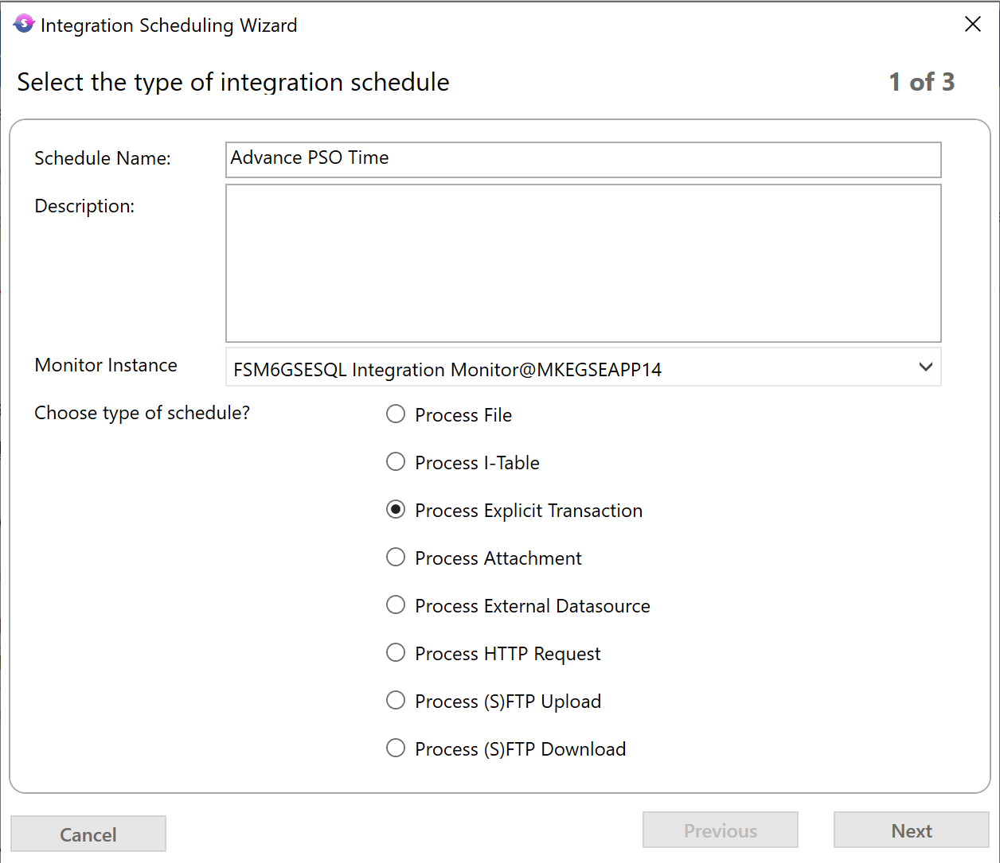 Integration Scheduling Wizard
Select the type of integration schedule
1 of 3
Schedule Name:
Advance PSO Time
Description:
Monitor Instance
FSM6GSESQL Integration Monitor@MKEGSEAPP14
Choose type of schedule?
Process File
Process I-Table
Process Explicit Transaction
Process Attachment
Process External Datasource
Process HTTP Request
Process (S)FTP Upload
Process (S)FTP Download
Cancel
Previous
Next